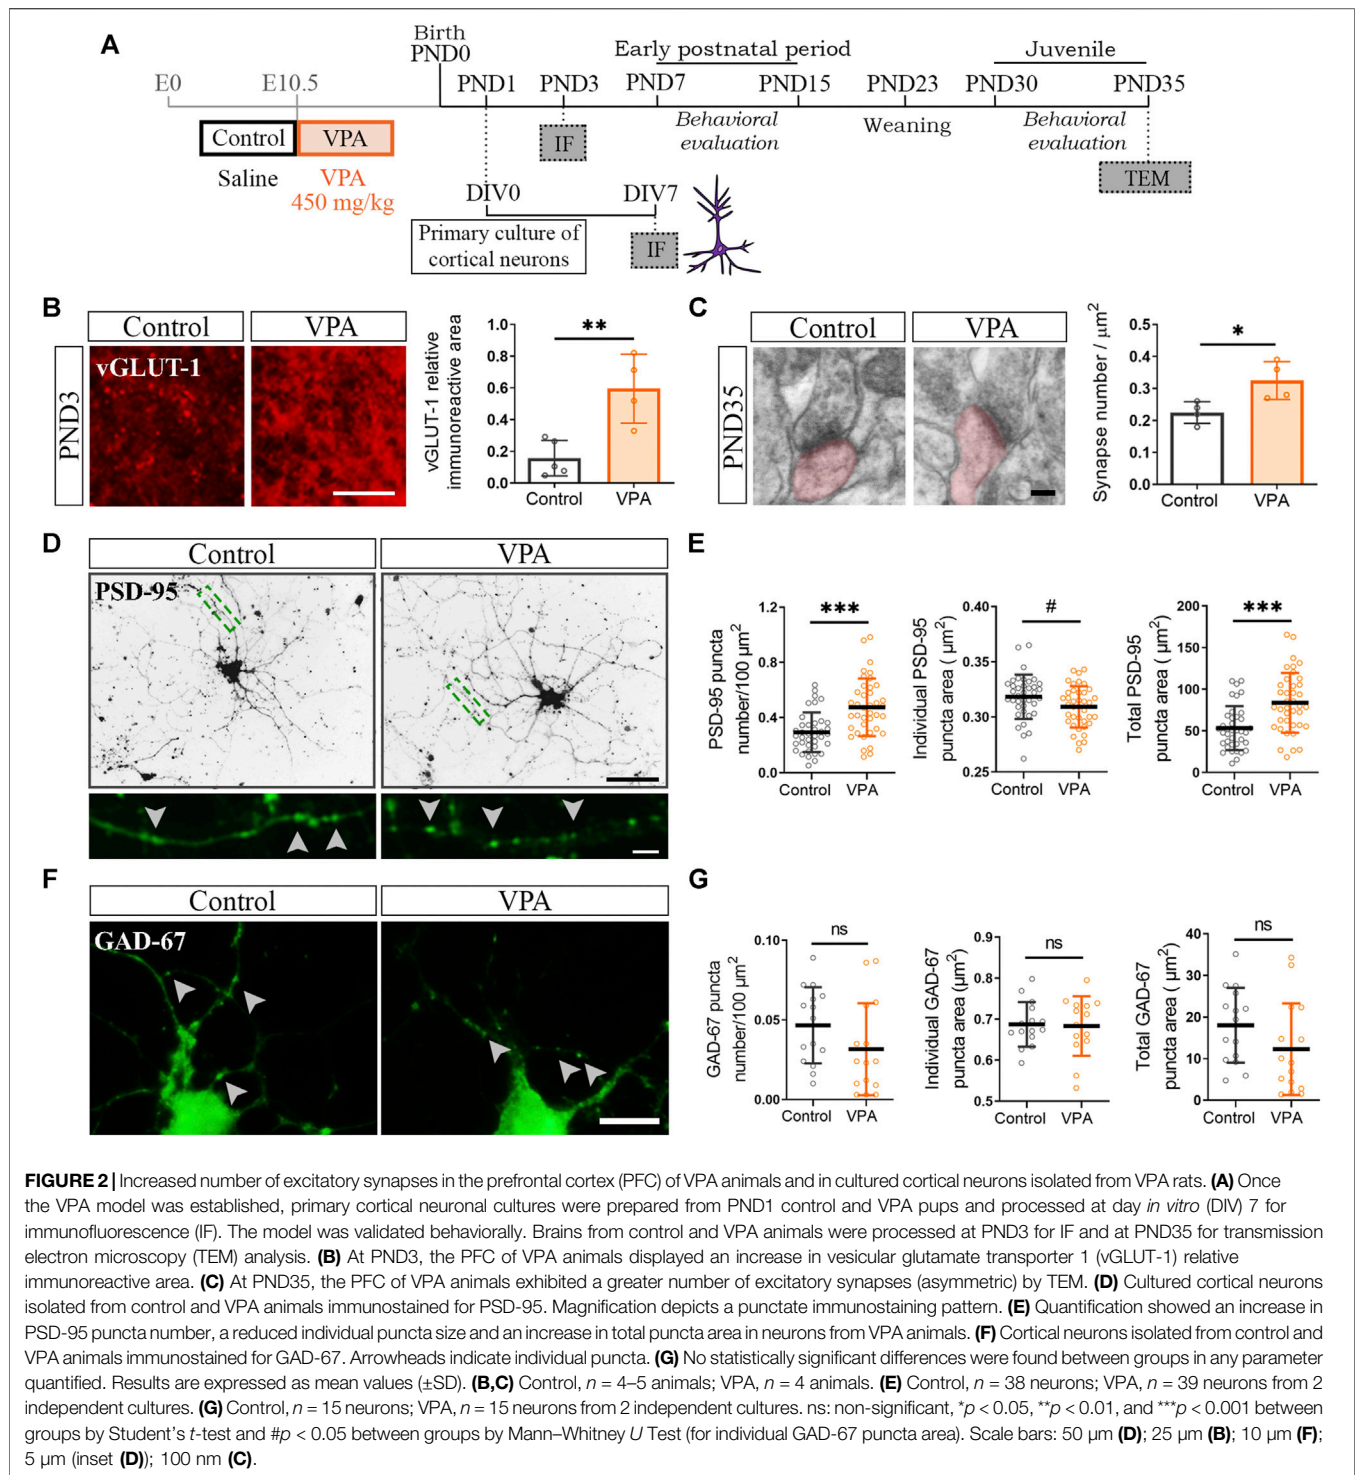 A
Birth
PND0
Early postnatal period
Juvenile
E0
E10.5
PND1
PND3
PND7
PND15
PND23
PND30
PND35
Control
VPA
IF
Behavioral
evaluation
Weaning
Behavioral
evaluation
Saline
VPA
450 mg/kg
DIV0
DIV7
TEM
Primary culture of
cortical neurons
IF
B
Control
VPA
PND3
vGLUT-1
vGLUT-1 relative
immunoreactive area
1.0
0.8
0.6
0.4
0.2
0.0
**
Control
VPA
C
Control
VPA
PND35
Synapse number / μm2
0.5
0.4
0.3
0.2
0.1
0.0
*
Control
VPA
D
Control
VPA
PSD-95
E
PSD-95 puncta
number/100 μm2
1.2
0.8
0.4
0.0
***
Control
VPA
Individual PSD-95
puncta area ( μm2)
0.40
0.35
0.30
0.25
#
Control
VPA
Total PSD-95
puncta area ( μm2)
200
150
100
50
0
***
Control
VPA
F
Control
VPA
GAD-67
G
GAD-67 puncta
number/100 μm2
0.10
0.05
0.00
ns
Control
VPA
Individual GAD-67
puncta area (μm2)
0.9
0.8
0.7
0.6
0.5
ns
Control
VPA
Total GAD-67
puncta area ( μm2)
40
30
20
10
0
ns
Control
VPA
FIGURE 2 | Increased number of excitatory synapses in the prefrontal cortex (PFC) of VPA animals and in cultured cortical neurons isolated from VPA rats. (A) Once
the VPA model was established, primary cortical neuronal cultures were prepared from PND1 control and VPA pups and processed at day in vitro (DIV) 7 for
immunofluorescence (IF). The model was validated behaviorally. Brains from control and VPA animals were processed at PND3 for IF and at PND35 for transmission
electron microscopy (TEM) analysis. (B) At PND3, the PFC of VPA animals displayed an increase in vesicular glutamate transporter 1 (vGLUT-1) relative
immunoreactive area. (C) At PND35, the PFC of VPA animals exhibited a greater number of excitatory synapses (asymmetric) by TEM. (D) Cultured cortical neurons
isolated from control and VPA animals immunostained for PSD-95. Magnification depicts a punctate immunostaining pattern. (E) Quantification showed an increase in
PSD-95 puncta number, a reduced individual puncta size and an increase in total puncta area in neurons from VPA animals. (F) Cortical neurons isolated from control and
VPA animals immunostained for GAD-67. Arrowheads indicate individual puncta. (G) No statistically significant differences were found between groups in any parameter
quantified. Results are expressed as mean values (±SD). (B,C) Control, n = 4–5 animals; VPA, n = 4 animals. (E) Control, n = 38 neurons; VPA, n = 39 neurons from 2
independent cultures. (G) Control, n = 15 neurons; VPA, n = 15 neurons from 2 independent cultures. ns: non-significant, *p < 0.05, **p < 0.01, and ***p < 0.001 between
groups by Student's t-test and #p < 0.05 between groups by Mann–Whitney U Test (for individual GAD-67 puncta area). Scale bars: 50 μm (D); 25 μm (B); 10 μm (F);
5 μm (inset (D)); 100 nm (C).